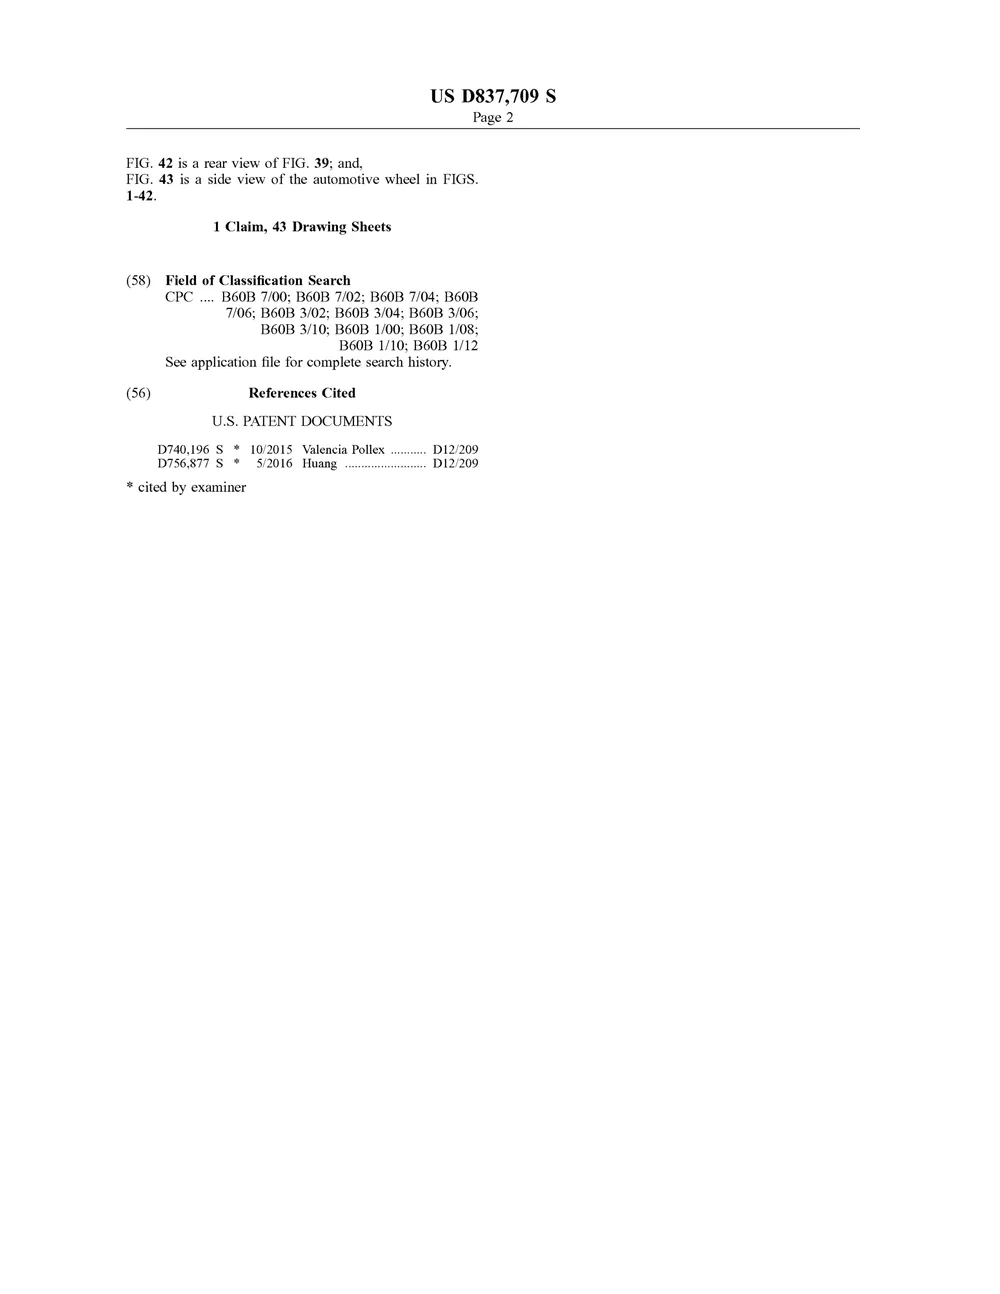 US D837,709 S
Page 2
FIG. 42 is a rear view of FIG. 39; and,
FIG. 43 is a side view of the automotive wheel in FIGS.
1-42.
1 Claim, 43 Drawing Sheets
(58) Field of Classification Search
CPC .... B60B 7/00; B60B 7/02; B60B 7/04; B60B
7/06; B60B 3/02; B60B 3/04; B60B 3/06;
B60B 3/10; B60B 1/00; B60B 1/08;
B60B 1/10; B60B 1/12
See application file for complete search history.
(56) References Cited
U.S. PATENT DOCUMENTS
D740,196 S * 10/2015 Valencia Pollex ........... D12/209
D756,877 S * 5/2016 Huang ......................... D12/209
* cited by examiner